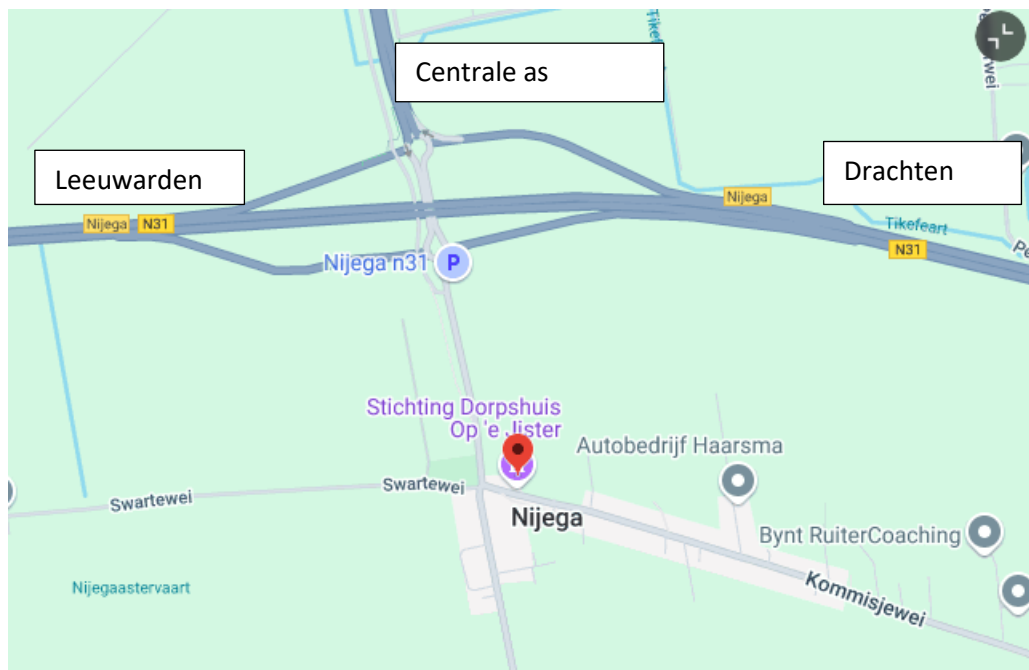 Centrale as
Leeuwarden
Drachten
Nijega
N31
Nijega
Tikefeart
N31
Nijega n31
P
Stichting Dorpshuis
Op 'e Jister
Autobedrijf Haarsma
Swartewei
Swartewei
Nijega
Bynt RuiterCoaching
Nijegaastervaart
Kommisjewei